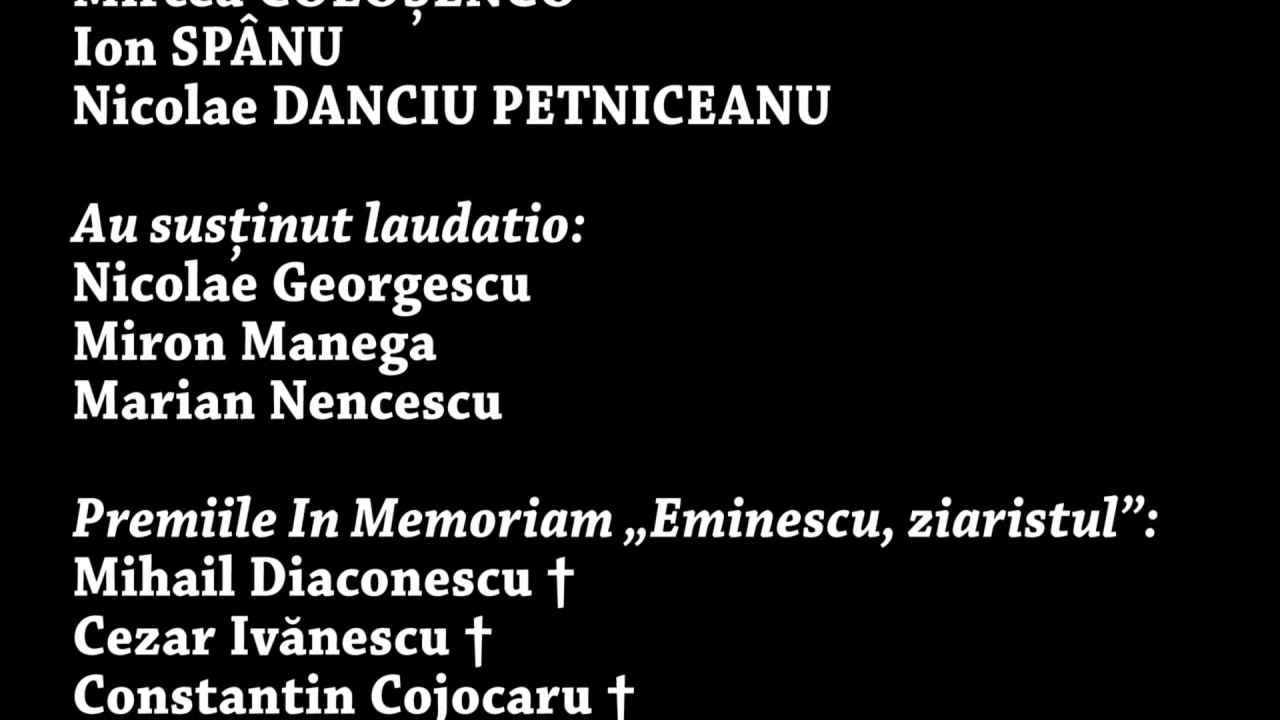 Mircea COLOȘENCO
Ion SPÂNU
Nicolae DANCIU PETNICEANU
Au susținut laudatio:
Nicolae Georgescu
Miron Manega
Marian Nencescu
Premiile In Memoriam „Eminescu, ziaristul”:
Mihail Diaconescu †
Cezar Ivănescu †
Constantin Cojocaru †